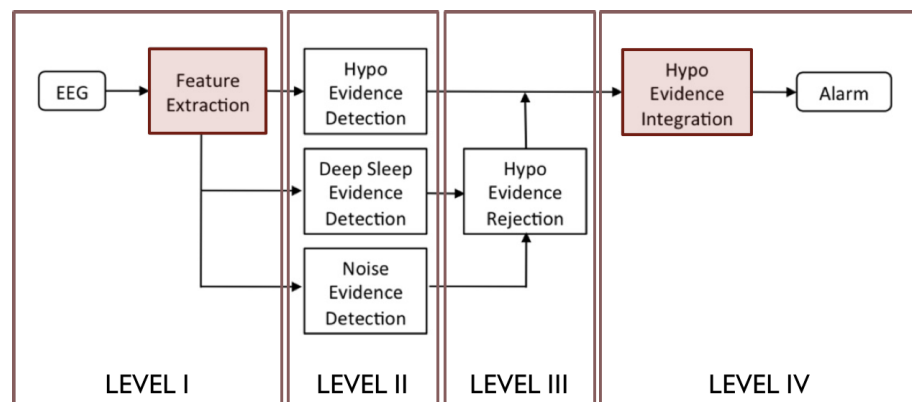 EEG
Feature
Extraction
Hypo
Evidence
Detection
Deep Sleep
Evidence
Detection
Noise
Evidence
Detection
Hypo
Evidence
Rejection
Hypo
Evidence
Integration
Alarm
LEVEL I
LEVEL II
LEVEL III
LEVEL IV